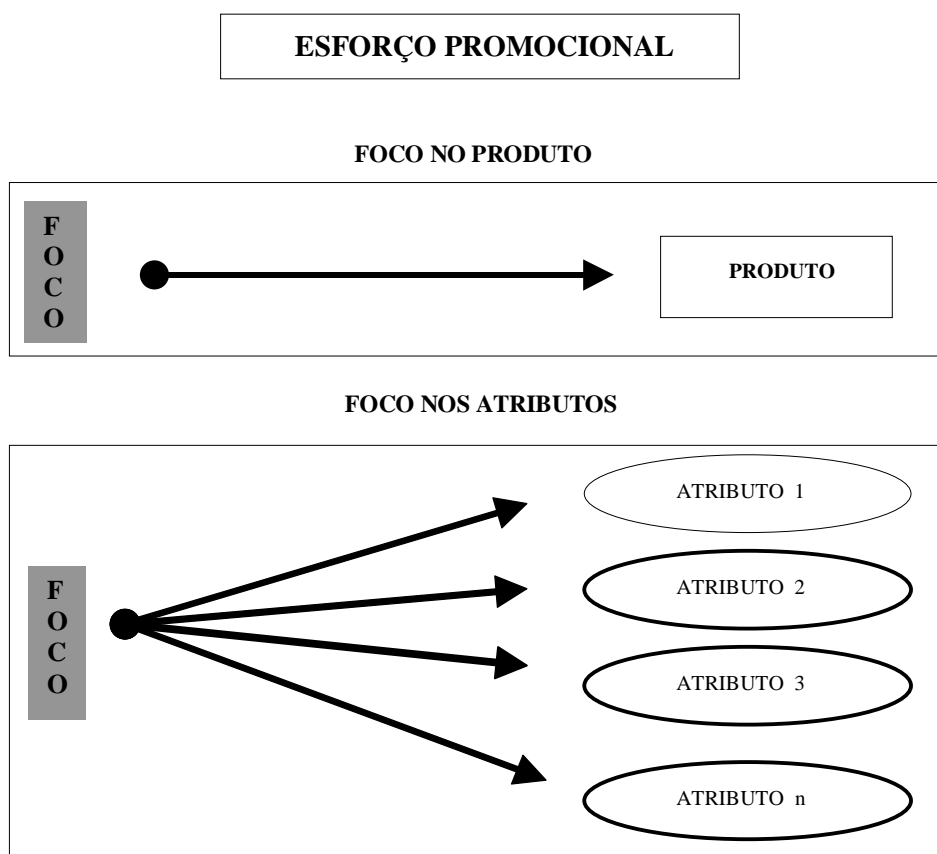 ESFORÇO PROMOCIONAL
FOCO NO PRODUTO
F
O
C
O
PRODUTO
FOCO NOS ATRIBUTOS
F
O
C
O
ATRIBUTO 1
ATRIBUTO 2
ATRIBUTO 3
ATRIBUTO n